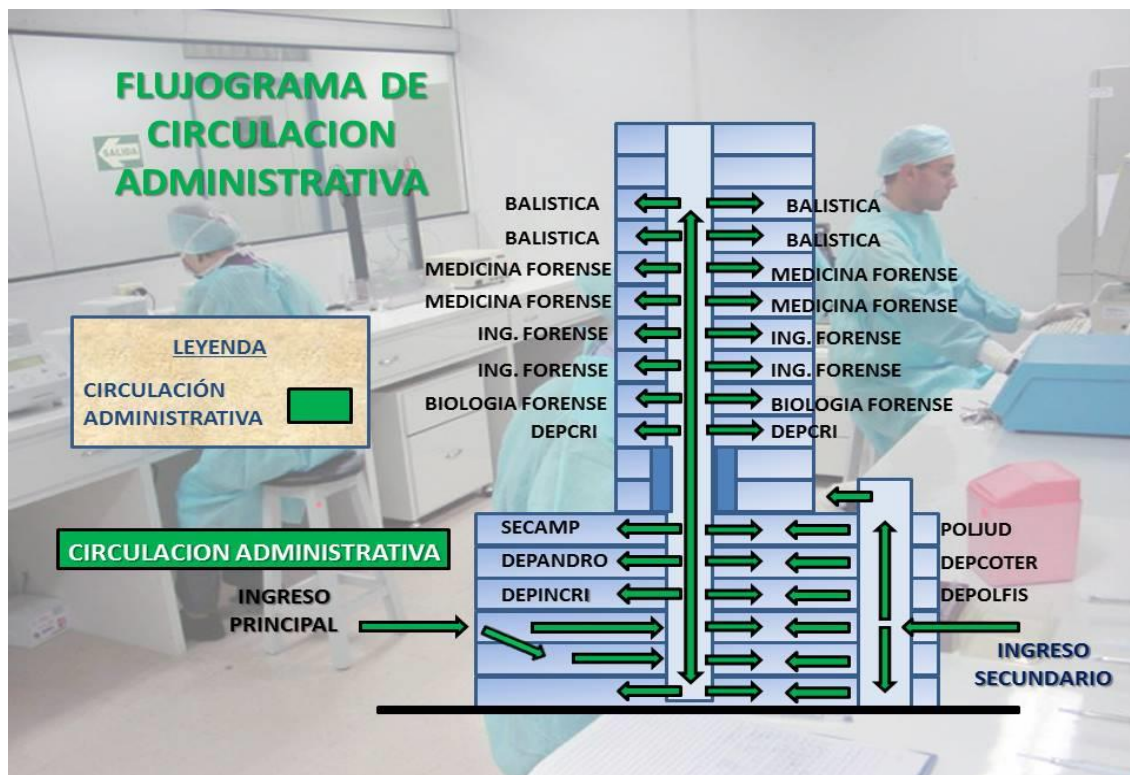 FLUJOGRAMA DE
CIRCULACION
ADMINISTRATIVA
SALIDA
BALISTICA
BALISTICA
BALISTICA
BALISTICA
MEDICINA FORENSE
MEDICINA FORENSE
MEDICINA FORENSE
MEDICINA FORENSE
ING. FORENSE
ING. FORENSE
ING. FORENSE
ING. FORENSE
BIOLOGIA FORENSE
BIOLOGIA FORENSE
DEPCRI
DEPCRI
LEYENDA
CIRCULACIÓN
ADMINISTRATIVA
CIRCULACION ADMINISTRATIVA
SECAMP
POLJUD
DEPANDRO
DEPCOTER
DEPINCRI
DEPOLFIS
INGRESO
PRINCIPAL
INGRESO
SECUNDARIO